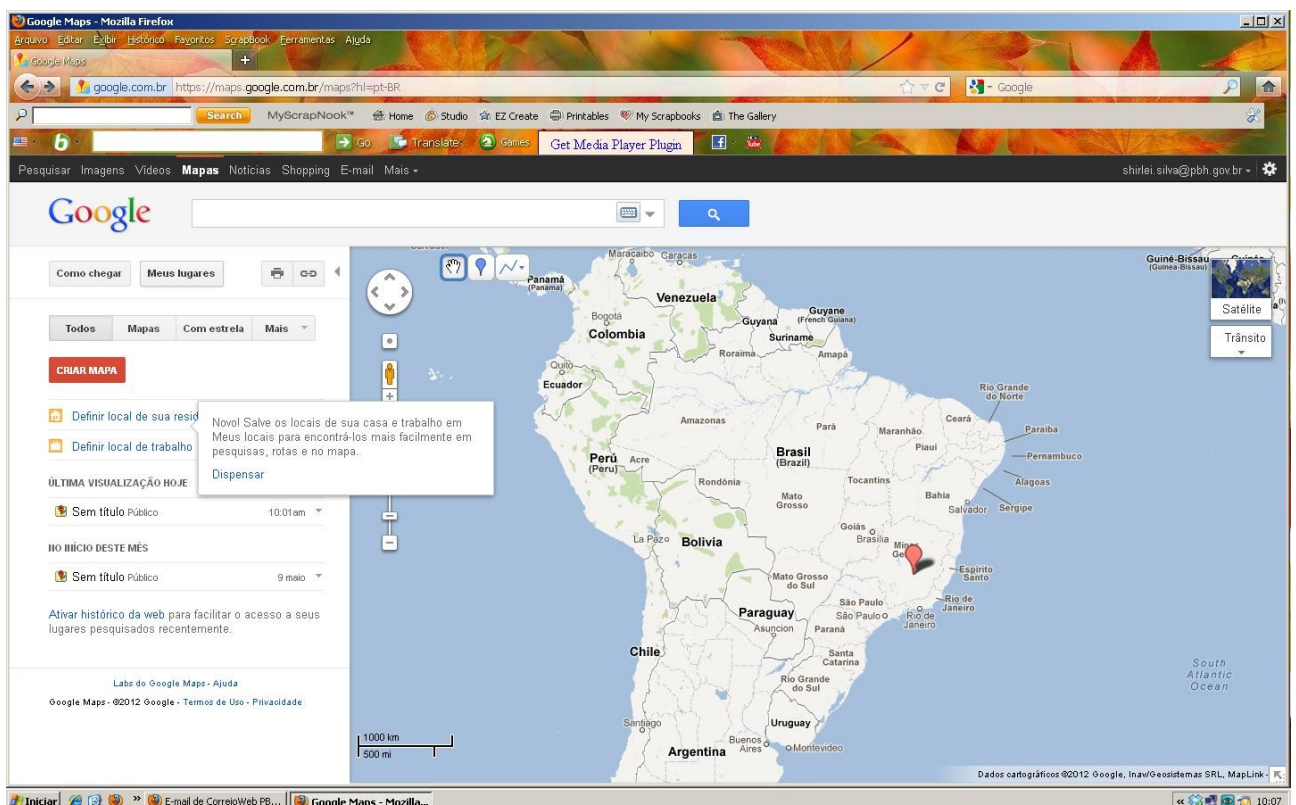 Google Maps - Mozilla Firefox
Arquivo Editar Exibir Histórico Favoritos ScrapBook Ferramentas Ajuda
Google Maps
+
google.com.br https://maps.google.com.br/maps?hl=pt-BR
Google
Search MyScrapNook™ Home Studio EZ Create Printables My Scrapbooks The Gallery
b Go Translate Games Get Media Player Plugin
Pesquisar Imagens Vídeos Mapas Notícias Shopping E-mail Mais
shirlei.silva@pbh.gov.br
Google
Como chegar Meus lugares
Todos Mapas Com estrela Mais
CRIAR MAPA
Definir local de sua resid
Definir local de trabalho
Novo! Salve os locais de sua casa e trabalho em
Meus locais para encontrá-los mais facilmente em
pesquisas, rotas e no mapa.
Dispensar
ÚLTIMA VISUALIZAÇÃO HOJE
Sem título Público 10:01am
NO INÍCIO DESTE MÊS
Sem título Público 9 maio
Ativar histórico da web para facilitar o acesso a seus
lugares pesquisados recentemente.
Labs do Google Maps - Ajuda
Google Maps - ©2012 Google - Termos de Uso - Privacidade
Maracaibo Caracas
Panamá
(Panama)
Venezuela
Bogotá
Colombia
Guyana
Guyane
(French Guiana)
Suriname
Roraima
Amapá
Quito
Ecuador
Guiné-Bissau
(Guinea-Bissau)
Satélite
Trânsito
Rio Grande
do Norte
Amazonas
Pará
Maranhão
Ceará
Paraíba
Piauí
Pernambuco
Perú
(Peru)
Acre
Brasil
(Brazil)
Rondônia
Tocantins
Alagoas
Mato
Grosso
Bahia
Salvador
Sergipe
Goiás
Brasília
La Pazo
Bolivia
Espírito
Santo
Mato Grosso
do Sul
São Paulo
São Paulo
Rio de
Janeiro
Rio de
Janeiro
Paraguay
Asuncion
Paraná
Chile
Santa
Catarina
Rio Grande
do Sul
South
Atlantic
Ocean
Santiago
Uruguay
Buenos
Aires
Montevideo
Argentina
1000 km
500 mi
Dados cartográficos ©2012 Google, Inav/Geosistemas SRL, MapLink -
Iniciar » E-mail de CorreioWeb PB... Google Maps - Mozilla... « 10:07